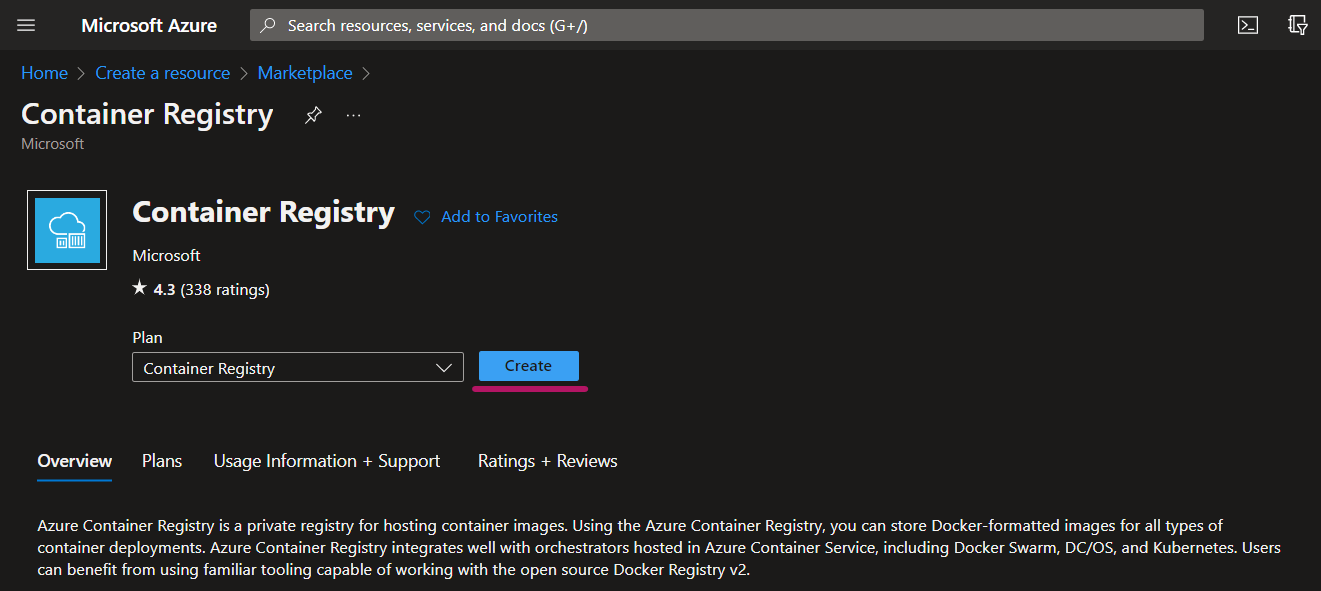 Microsoft Azure
Search resources, services, and docs (G+/)
Home > Create a resource > Marketplace >
Container Registry ...
Microsoft
Container Registry
Add to Favorites
Microsoft
★ 4.3 (338 ratings)
Plan
Container Registry
Create
Overview Plans Usage Information + Support Ratings + Reviews
Azure Container Registry is a private registry for hosting container images. Using the Azure Container Registry, you can store Docker-formatted images for all types of
container deployments. Azure Container Registry integrates well with orchestrators hosted in Azure Container Service, including Docker Swarm, DC/OS, and Kubernetes. Users
can benefit from using familiar tooling capable of working with the open source Docker Registry v2.